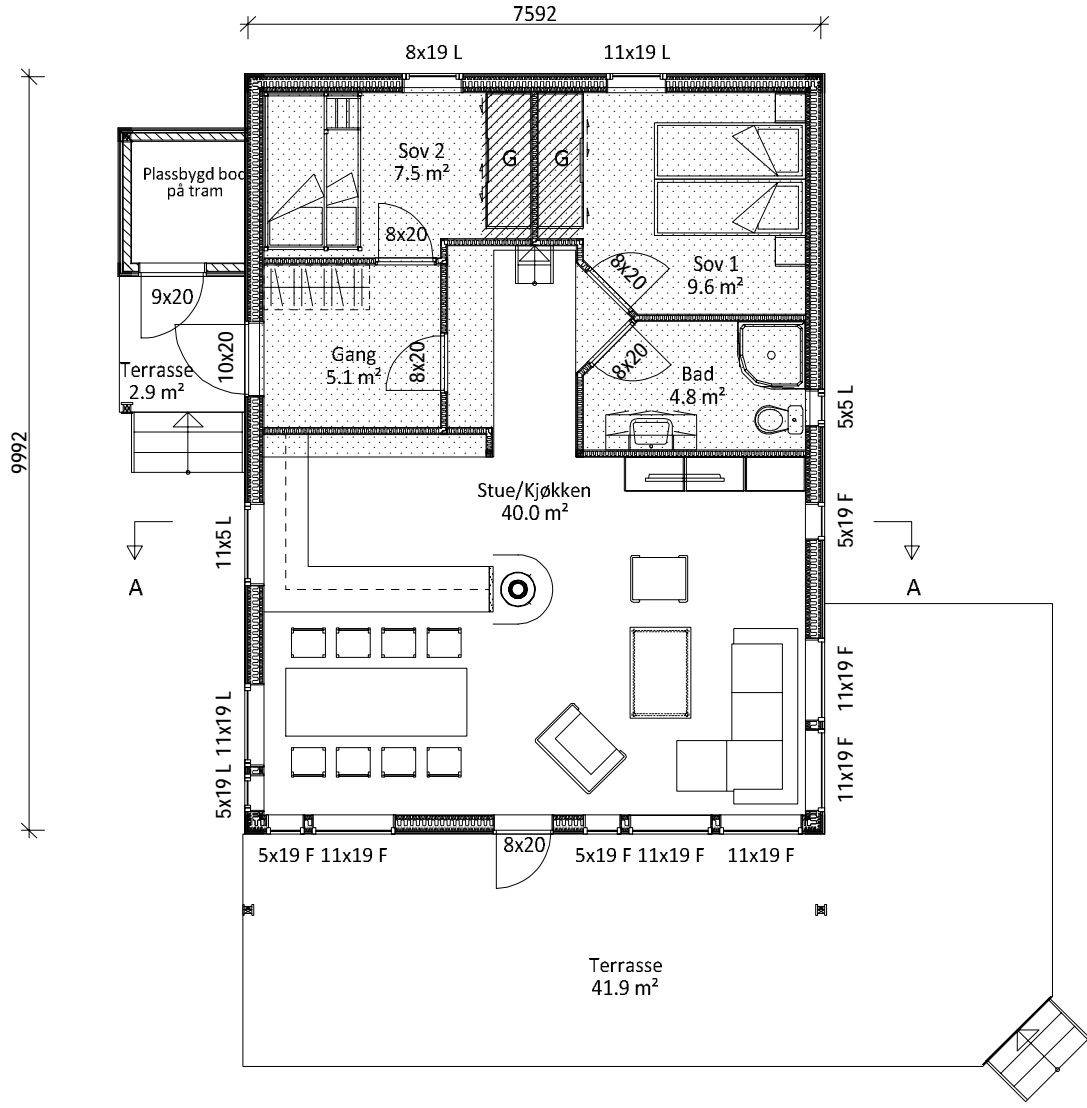 7592
8x19 L
11x19 L
9992
Plassbygd bod
på tram
Sov 2
7.5 m²
G
G
8x20
8x20
Sov 1
9.6 m²
9x20
10x20
Terrasse
2.9 m²
Gang
5.1 m²
8x20
8x20
Bad
4.8 m²
5x5 L
Stue/Kjøkken
40.0 m²
11x5 L
5x19 F
A
A
11x19 L
5x19 L
11x19 F
11x19 F
5x19 F
11x19 F
8x20
5x19 F
11x19 F
11x19 F
Terrasse
41.9 m²